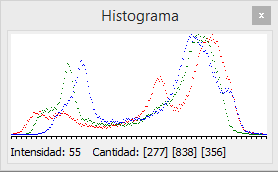 Histograma
x
Intensidad: 55 Cantidad: [277] [838] [356]